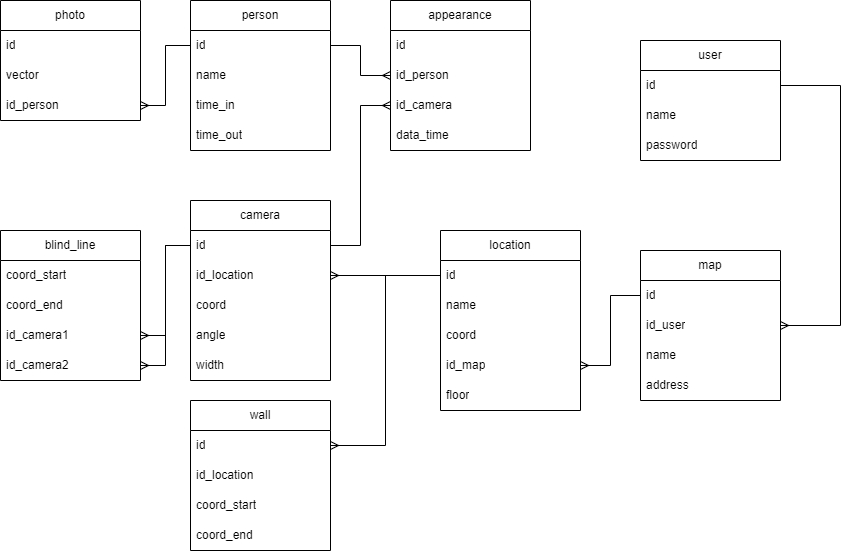 photo
id
vector
id_person
person
id
name
time_in
time_out
appearance
id
id_person
id_camera
data_time
user
id
name
password
blind_line
coord_start
coord_end
id_camera1
id_camera2
camera
id
id_location
coord
angle
width
location
id
name
coord
id_map
floor
map
id
id_user
name
address
wall
id
id_location
coord_start
coord_end